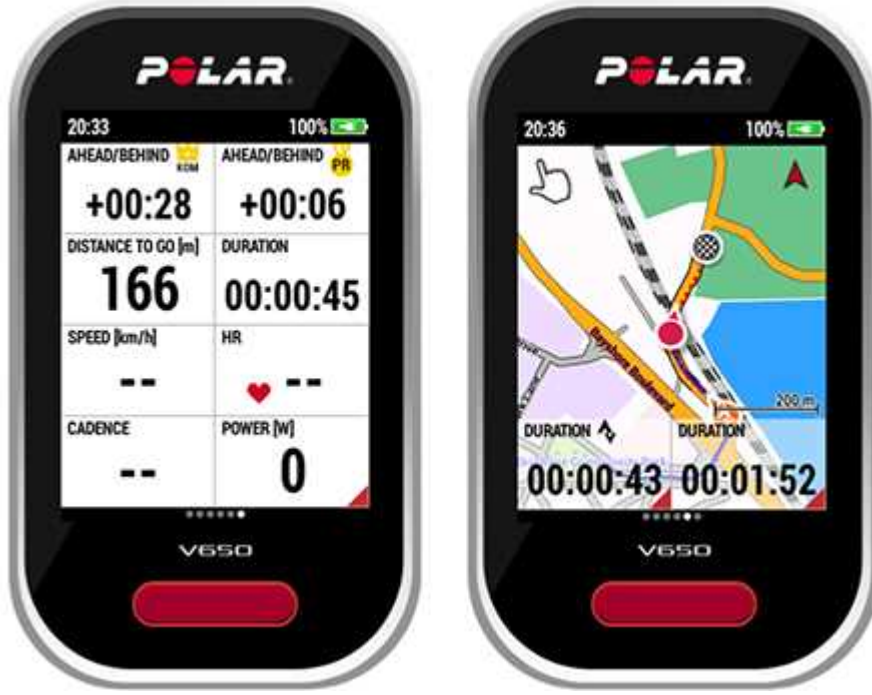 POLAR
20:33 100%
AHEAD/BEHIND KOM AHEAD/BEHIND PR
+00:28 +00:06
DISTANCE TO GO [m] DURATION
166 00:00:45
SPEED [km/h] HR
-- --
CADENCE POWER [W]
-- 0
V650
POLAR
20:36 100%
Bayshore Boulevard
200 m
DURATION DURATION
00:00:43 00:01:52
V650